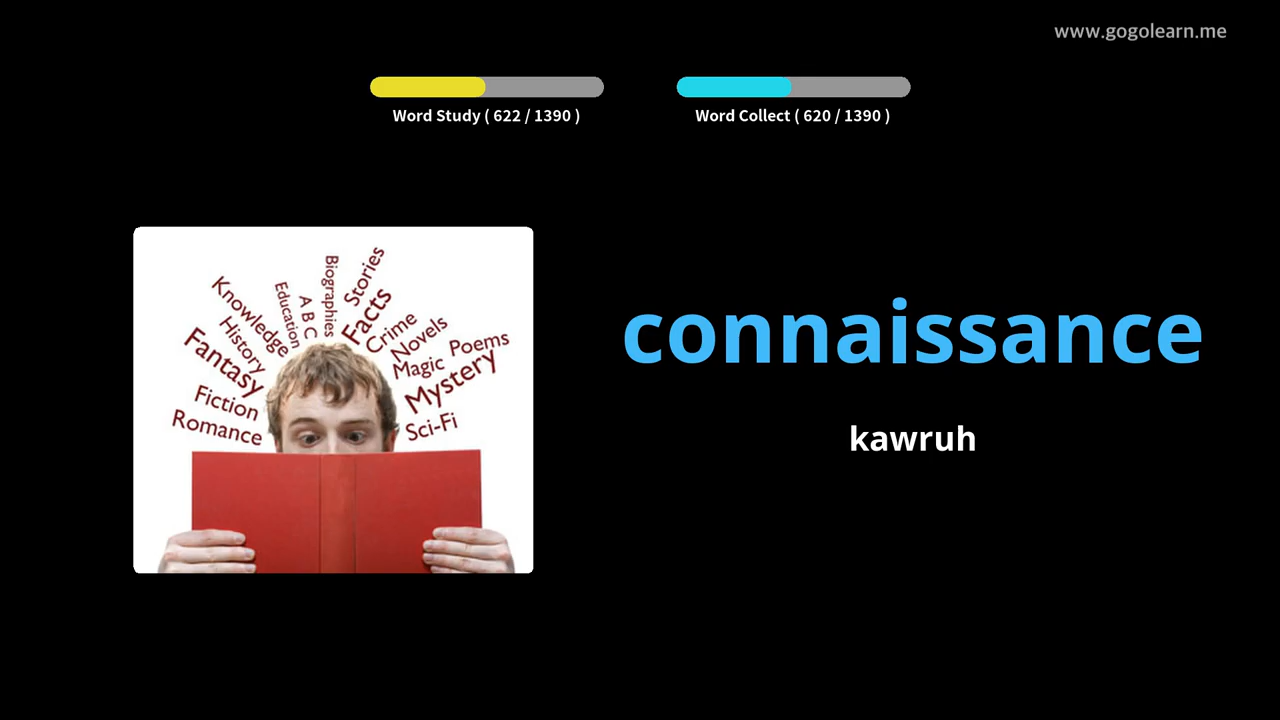 www.gogolearn.me
Word Study ( 622 / 1390 )
Word Collect ( 620 / 1390 )
Knowledge
Education
A B C
Biographies
Stories
Facts
Crime
Novels
Poems
History
Fantasy
Magic
Mystery
Fiction
Romance
Sci-Fi
connaissance
kawruh